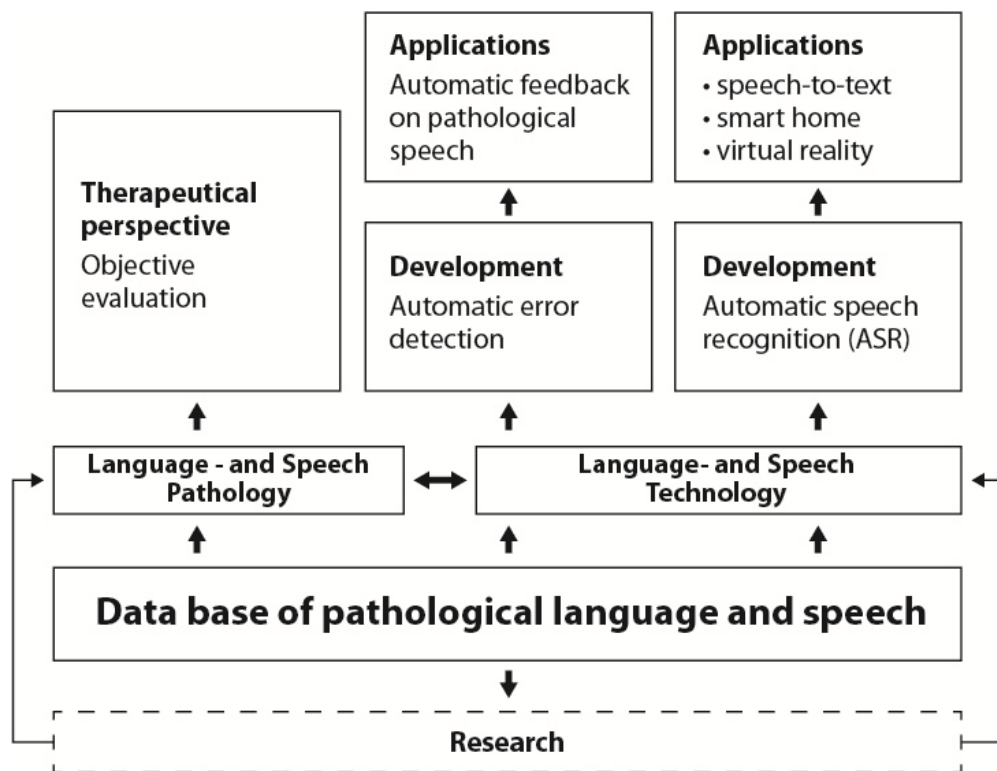 Applications
Automatic feedback
on pathological
speech
Applications
• speech-to-text
• smart home
• virtual reality
Therapeutical
perspective
Objective
evaluation
Development
Automatic error
detection
Development
Automatic speech
recognition (ASR)
Language - and Speech
Pathology
Language- and Speech
Technology
Data base of pathological language and speech
Research